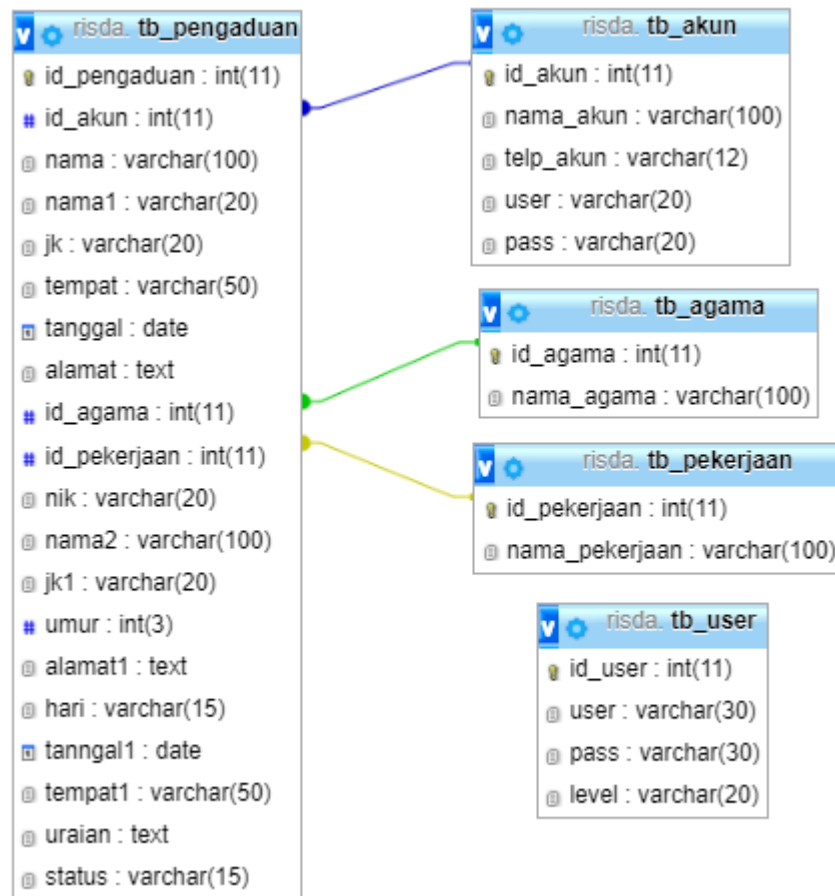 risda. tb_pengaduan
id_pengaduan : int(11)
id_akun : int(11)
nama : varchar(100)
nama1 : varchar(20)
jk : varchar(20)
tempat : varchar(50)
tanggal : date
alamat : text
id_agama : int(11)
id_pekerjaan : int(11)
nik : varchar(20)
nama2 : varchar(100)
jk1 : varchar(20)
umur : int(3)
alamat1 : text
hari : varchar(15)
tanngal1 : date
tempat1 : varchar(50)
uraian : text
status : varchar(15)
risda. tb_akun
id_akun : int(11)
nama_akun : varchar(100)
telp_akun : varchar(12)
user : varchar(20)
pass : varchar(20)
risda. tb_agama
id_agama : int(11)
nama_agama : varchar(100)
risda. tb_pekerjaan
id_pekerjaan : int(11)
nama_pekerjaan : varchar(100)
risda. tb_user
id_user : int(11)
user : varchar(30)
pass : varchar(30)
level : varchar(20)